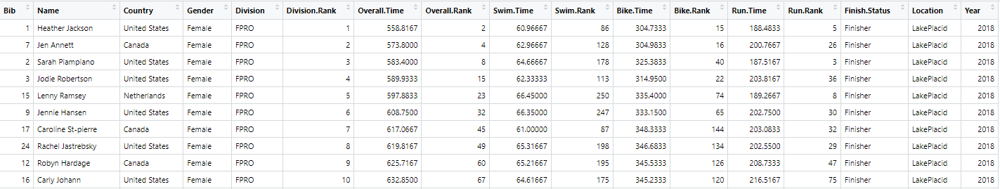 Bib Name Country Gender Division Division.Rank Overall.Time Overall.Rank Swim.Time Swim.Rank Bike.Time Bike.Rank Run.Time Run.Rank Finish.Status Location Year
1 Heather Jackson United States Female FPRO 1 558.8167 2 60.96667 86 304.7333 15 188.4833 5 Finisher LakePlacid 2018
7 Jen Annett Canada Female FPRO 2 573.8000 4 62.96667 128 304.9833 16 200.7667 26 Finisher LakePlacid 2018
2 Sarah Piampiano United States Female FPRO 3 583.4000 8 64.66667 178 325.3833 40 187.5167 3 Finisher LakePlacid 2018
3 Jodie Robertson United States Female FPRO 4 589.9333 15 62.33333 113 314.9500 22 203.8167 36 Finisher LakePlacid 2018
15 Lenny Ramsey Netherlands Female FPRO 5 597.8833 23 66.45000 250 335.4000 74 189.2667 8 Finisher LakePlacid 2018
9 Jennie Hansen United States Female FPRO 6 608.7500 32 66.35000 247 333.1500 65 202.7500 30 Finisher LakePlacid 2018
17 Caroline St-pierre Canada Female FPRO 7 617.0667 45 61.00000 87 348.3333 144 203.0833 32 Finisher LakePlacid 2018
24 Rachel Jastrebsky United States Female FPRO 8 619.8167 49 65.31667 198 346.6833 134 202.5500 29 Finisher LakePlacid 2018
12 Robyn Hardage Canada Female FPRO 9 625.7167 60 65.21667 195 345.5333 126 208.7333 47 Finisher LakePlacid 2018
16 Carly Johann United States Female FPRO 10 632.8500 67 64.61667 175 345.2333 120 216.5167 75 Finisher LakePlacid 2018